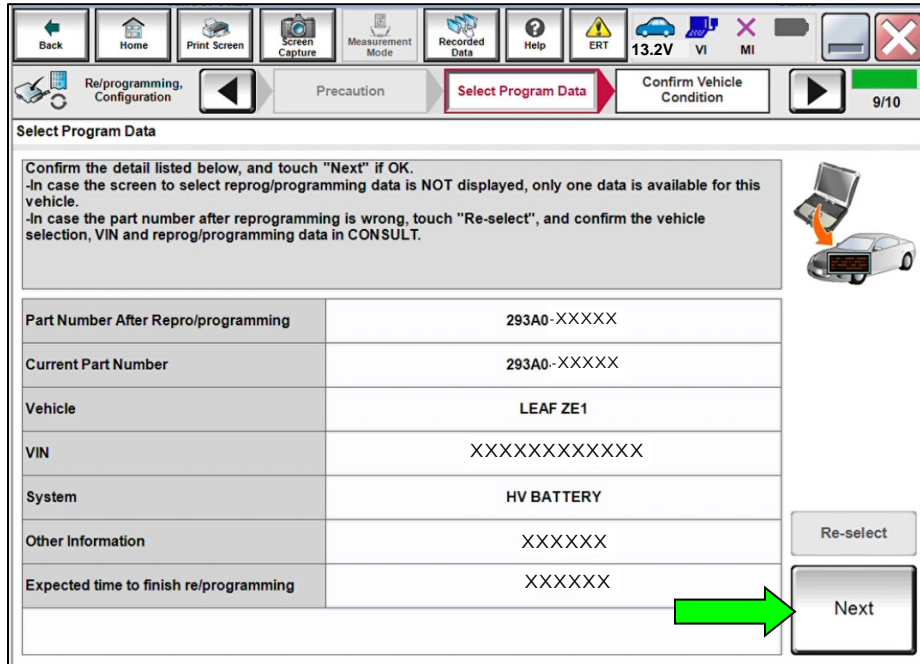 Back
Home
Print Screen
Screen
Capture
Measurement
Mode
Recorded
Data
Help
ERT
13.2V
VI
MI
Re/programming,
Configuration
Precaution
Select Program Data
Confirm Vehicle
Condition
9/10
Select Program Data
Confirm the detail listed below, and touch "Next" if OK.
-In case the screen to select reprog/programming data is NOT displayed, only one data is available for this
vehicle.
-In case the part number after reprogramming is wrong, touch "Re-select", and confirm the vehicle
selection, VIN and reprog/programming data in CONSULT.
Part Number After Repro/programming
293A0-XXXXX
Current Part Number
293A0-XXXXX
Vehicle
LEAF ZE1
VIN
XXXXXXXXXXXX
System
HV BATTERY
Other Information
XXXXXX
Expected time to finish re/programming
XXXXXX
Re-select
Next